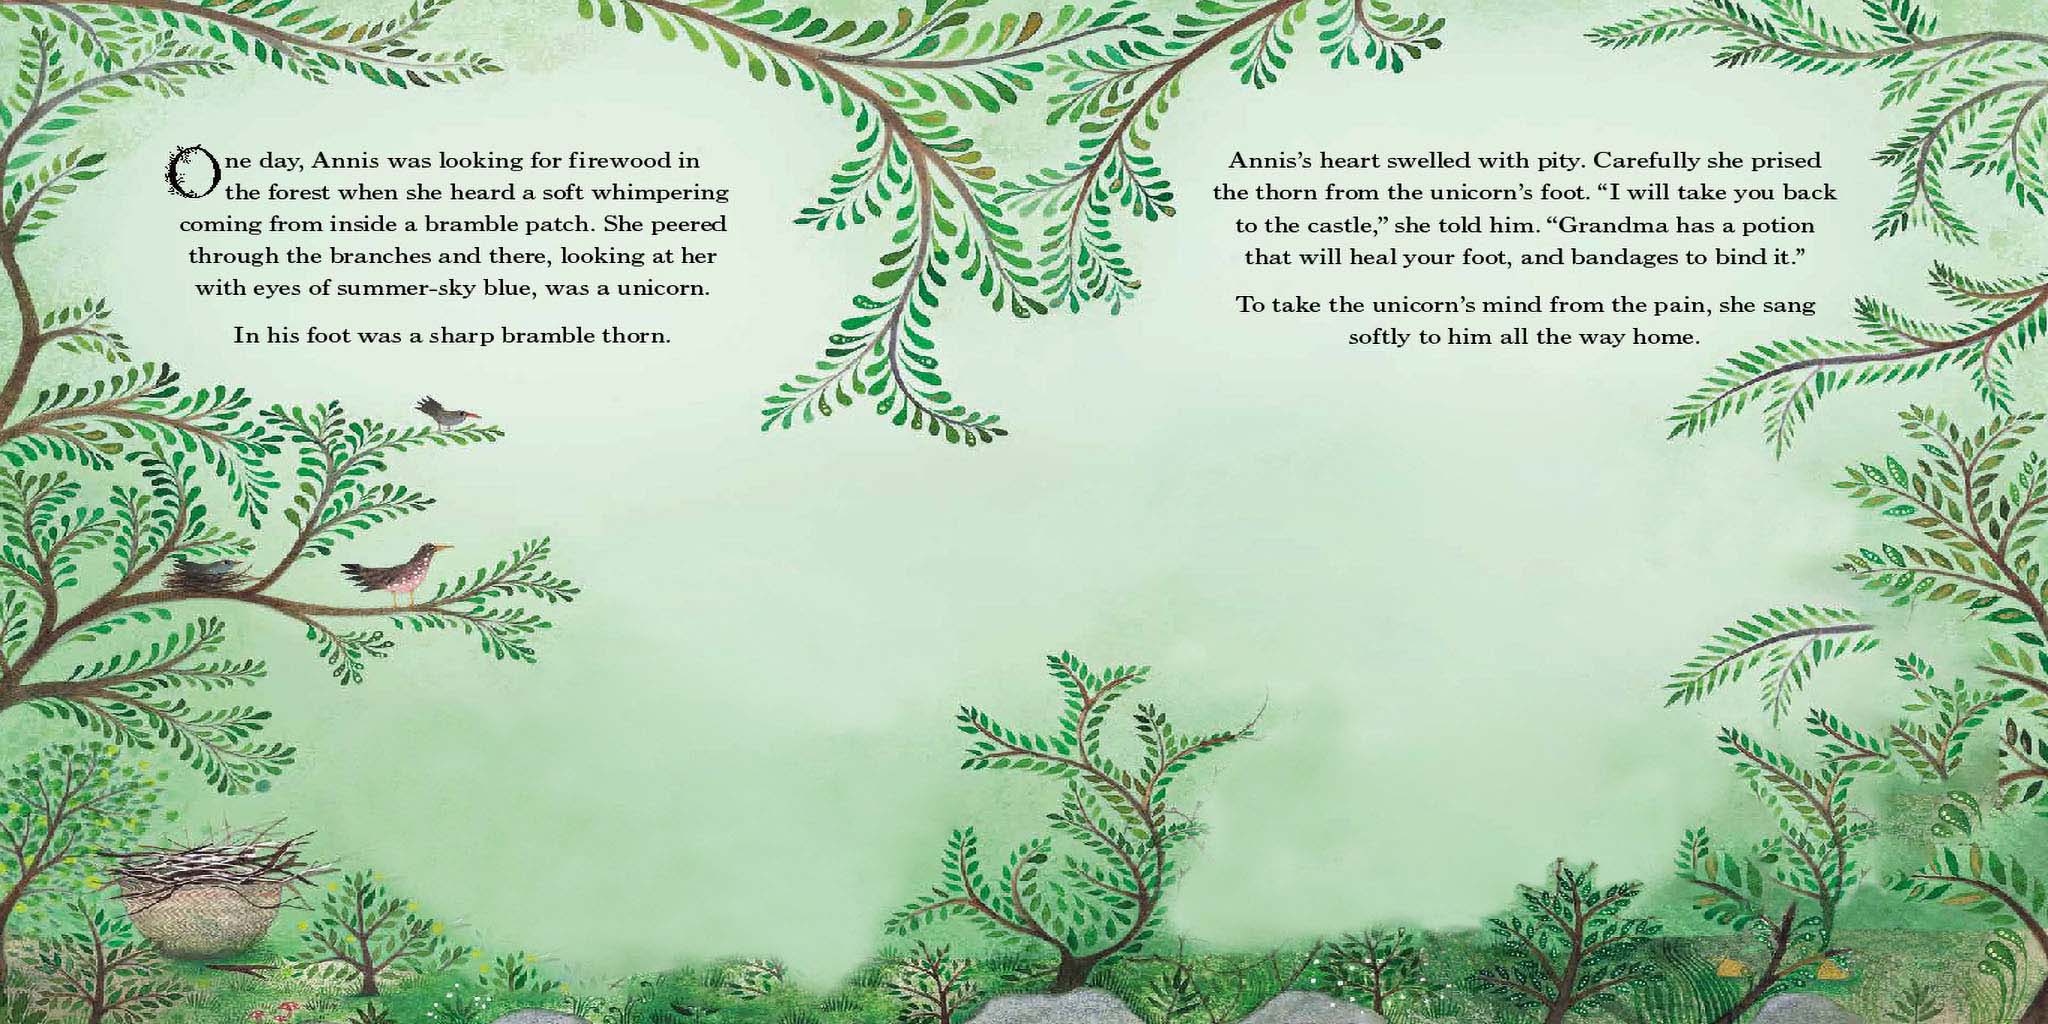 One day, Annis was looking for firewood in
the forest when she heard a soft whimpering
coming from inside a bramble patch. She peered
through the branches and there, looking at her
with eyes of summer-sky blue, was a unicorn.
In his foot was a sharp bramble thorn.
Annis’s heart swelled with pity. Carefully she prised
the thorn from the unicorn’s foot. “I will take you back
to the castle,” she told him. “Grandma has a potion
that will heal your foot, and bandages to bind it.”
To take the unicorn’s mind from the pain, she sang
softly to him all the way home.